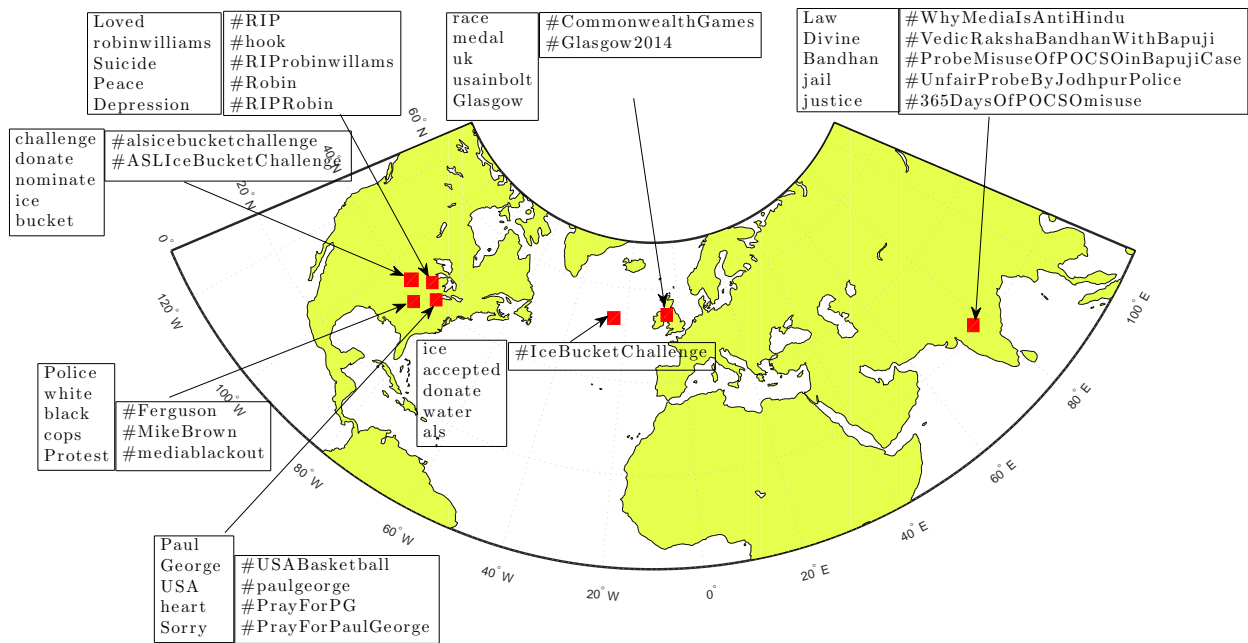 Loved
robinwilliams
Suicide
Peace
Depression
#RIP
#hook
#RIProbinwillams
#Robin
#RIPRobin
race
medal
uk
usainbolt
Glasgow
#CommonwealthGames
#Glasgow2014
Law
Divine
Bandhan
jail
justice
#WhyMediaIsAntiHindu
#VedicRakshaBandhanWithBapuji
#ProbeMisuseOfPOCSOinBapujiCase
#UnfairProbeByJodhpurPolice
#365DaysOfPOCSOmisuse
challenge
donate
nominate
ice
bucket
#alsicebucketchallenge
#ASLIceBucketChallenge
60° N
40° N
20° N
0°
120° W
100° W
80° W
60° W
40° W
20° W
0°
20° E
40° E
60° E
80° E
100° E
ice
accepted
donate
water
als
#IceBucketChallenge
Police
white
black
cops
Protest
#Ferguson
#MikeBrown
#mediablackout
Paul
George
USA
heart
Sorry
#USABasketball
#paulgeorge
#PrayForPG
#PrayForPaulGeorge